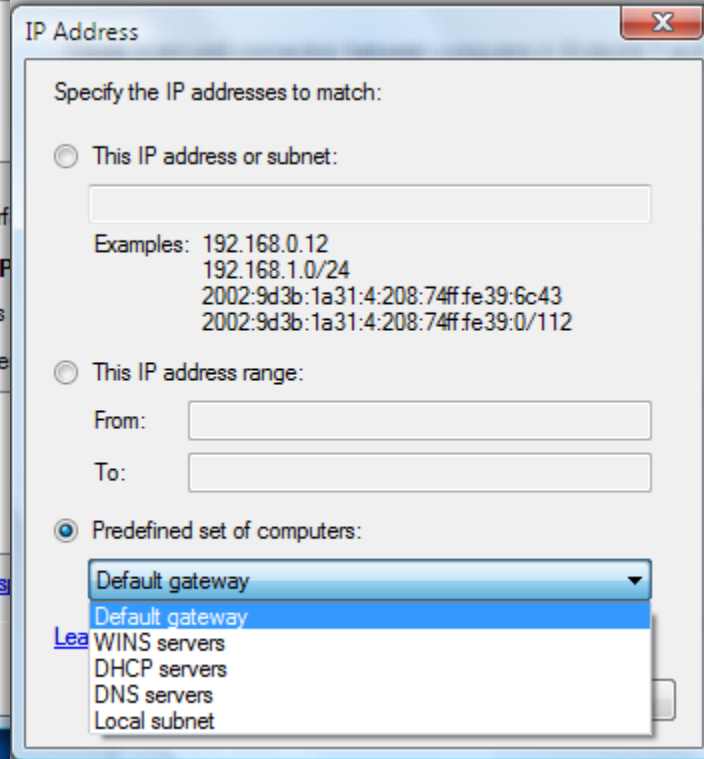 IP Address
Specify the IP addresses to match:
This IP address or subnet:
Examples: 192.168.0.12
192.168.1.0/24
2002:9d3b:1a31:4:208:74ff:fe39:6c43
2002:9d3b:1a31:4:208:74ff:fe39:0/112
This IP address range:
From:
To:
Predefined set of computers:
Default gateway
Default gateway
Lea
WINS servers
DHCP servers
DNS servers
Local subnet